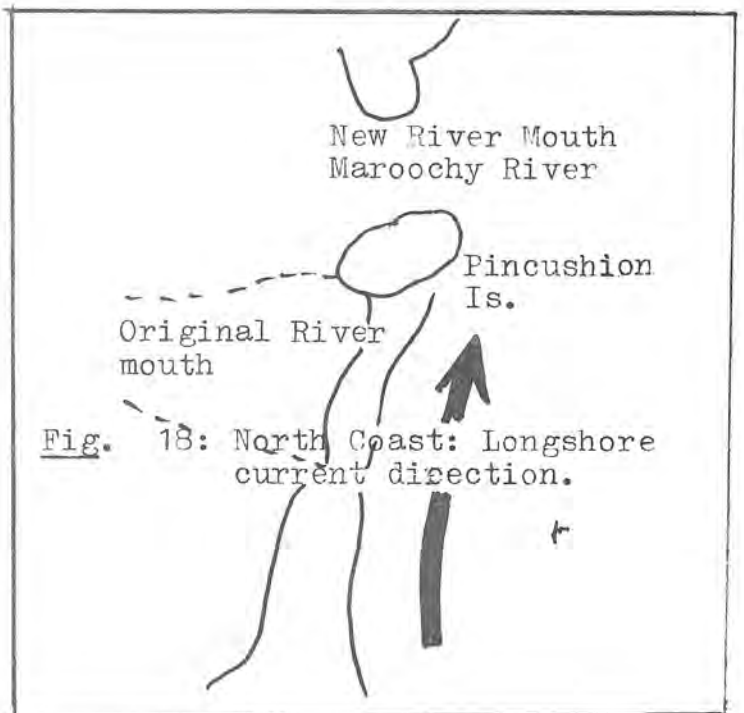 New River Mouth
Maroochy River
Pincushion
Is.
Original River
mouth
Fig. 18: North Coast: Longshore
current direction.